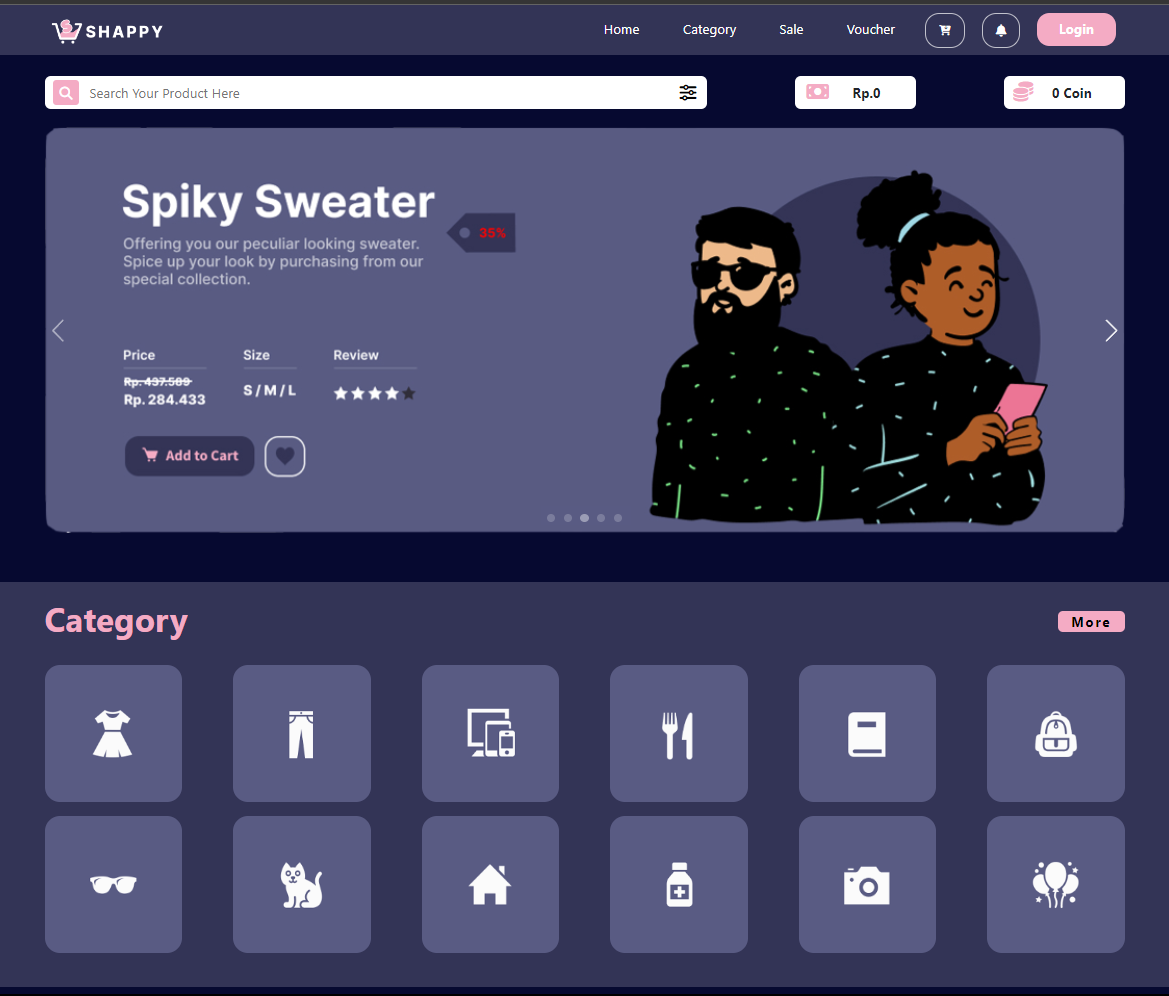 SHAPPY
Home
Category
Sale
Voucher
Login
Search Your Product Here
Rp.0
0 Coin
Spiky Sweater
35%
Offering you our peculiar looking sweater.
Spice up your look by purchasing from our
special collection.
Price
Size
Review
Rp. 437.589
Rp. 284.433
S / M / L
Add to Cart
Category
More